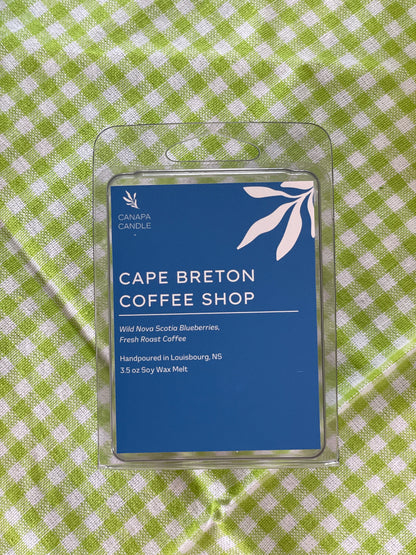 CANAPA
CANDLE
CAPE BRETON
COFFEE SHOP
Wild Nova Scotia Blueberries,
Fresh Roast Coffee
Handpoured in Louisbourg, NS
3.5 oz Soy Wax Melt